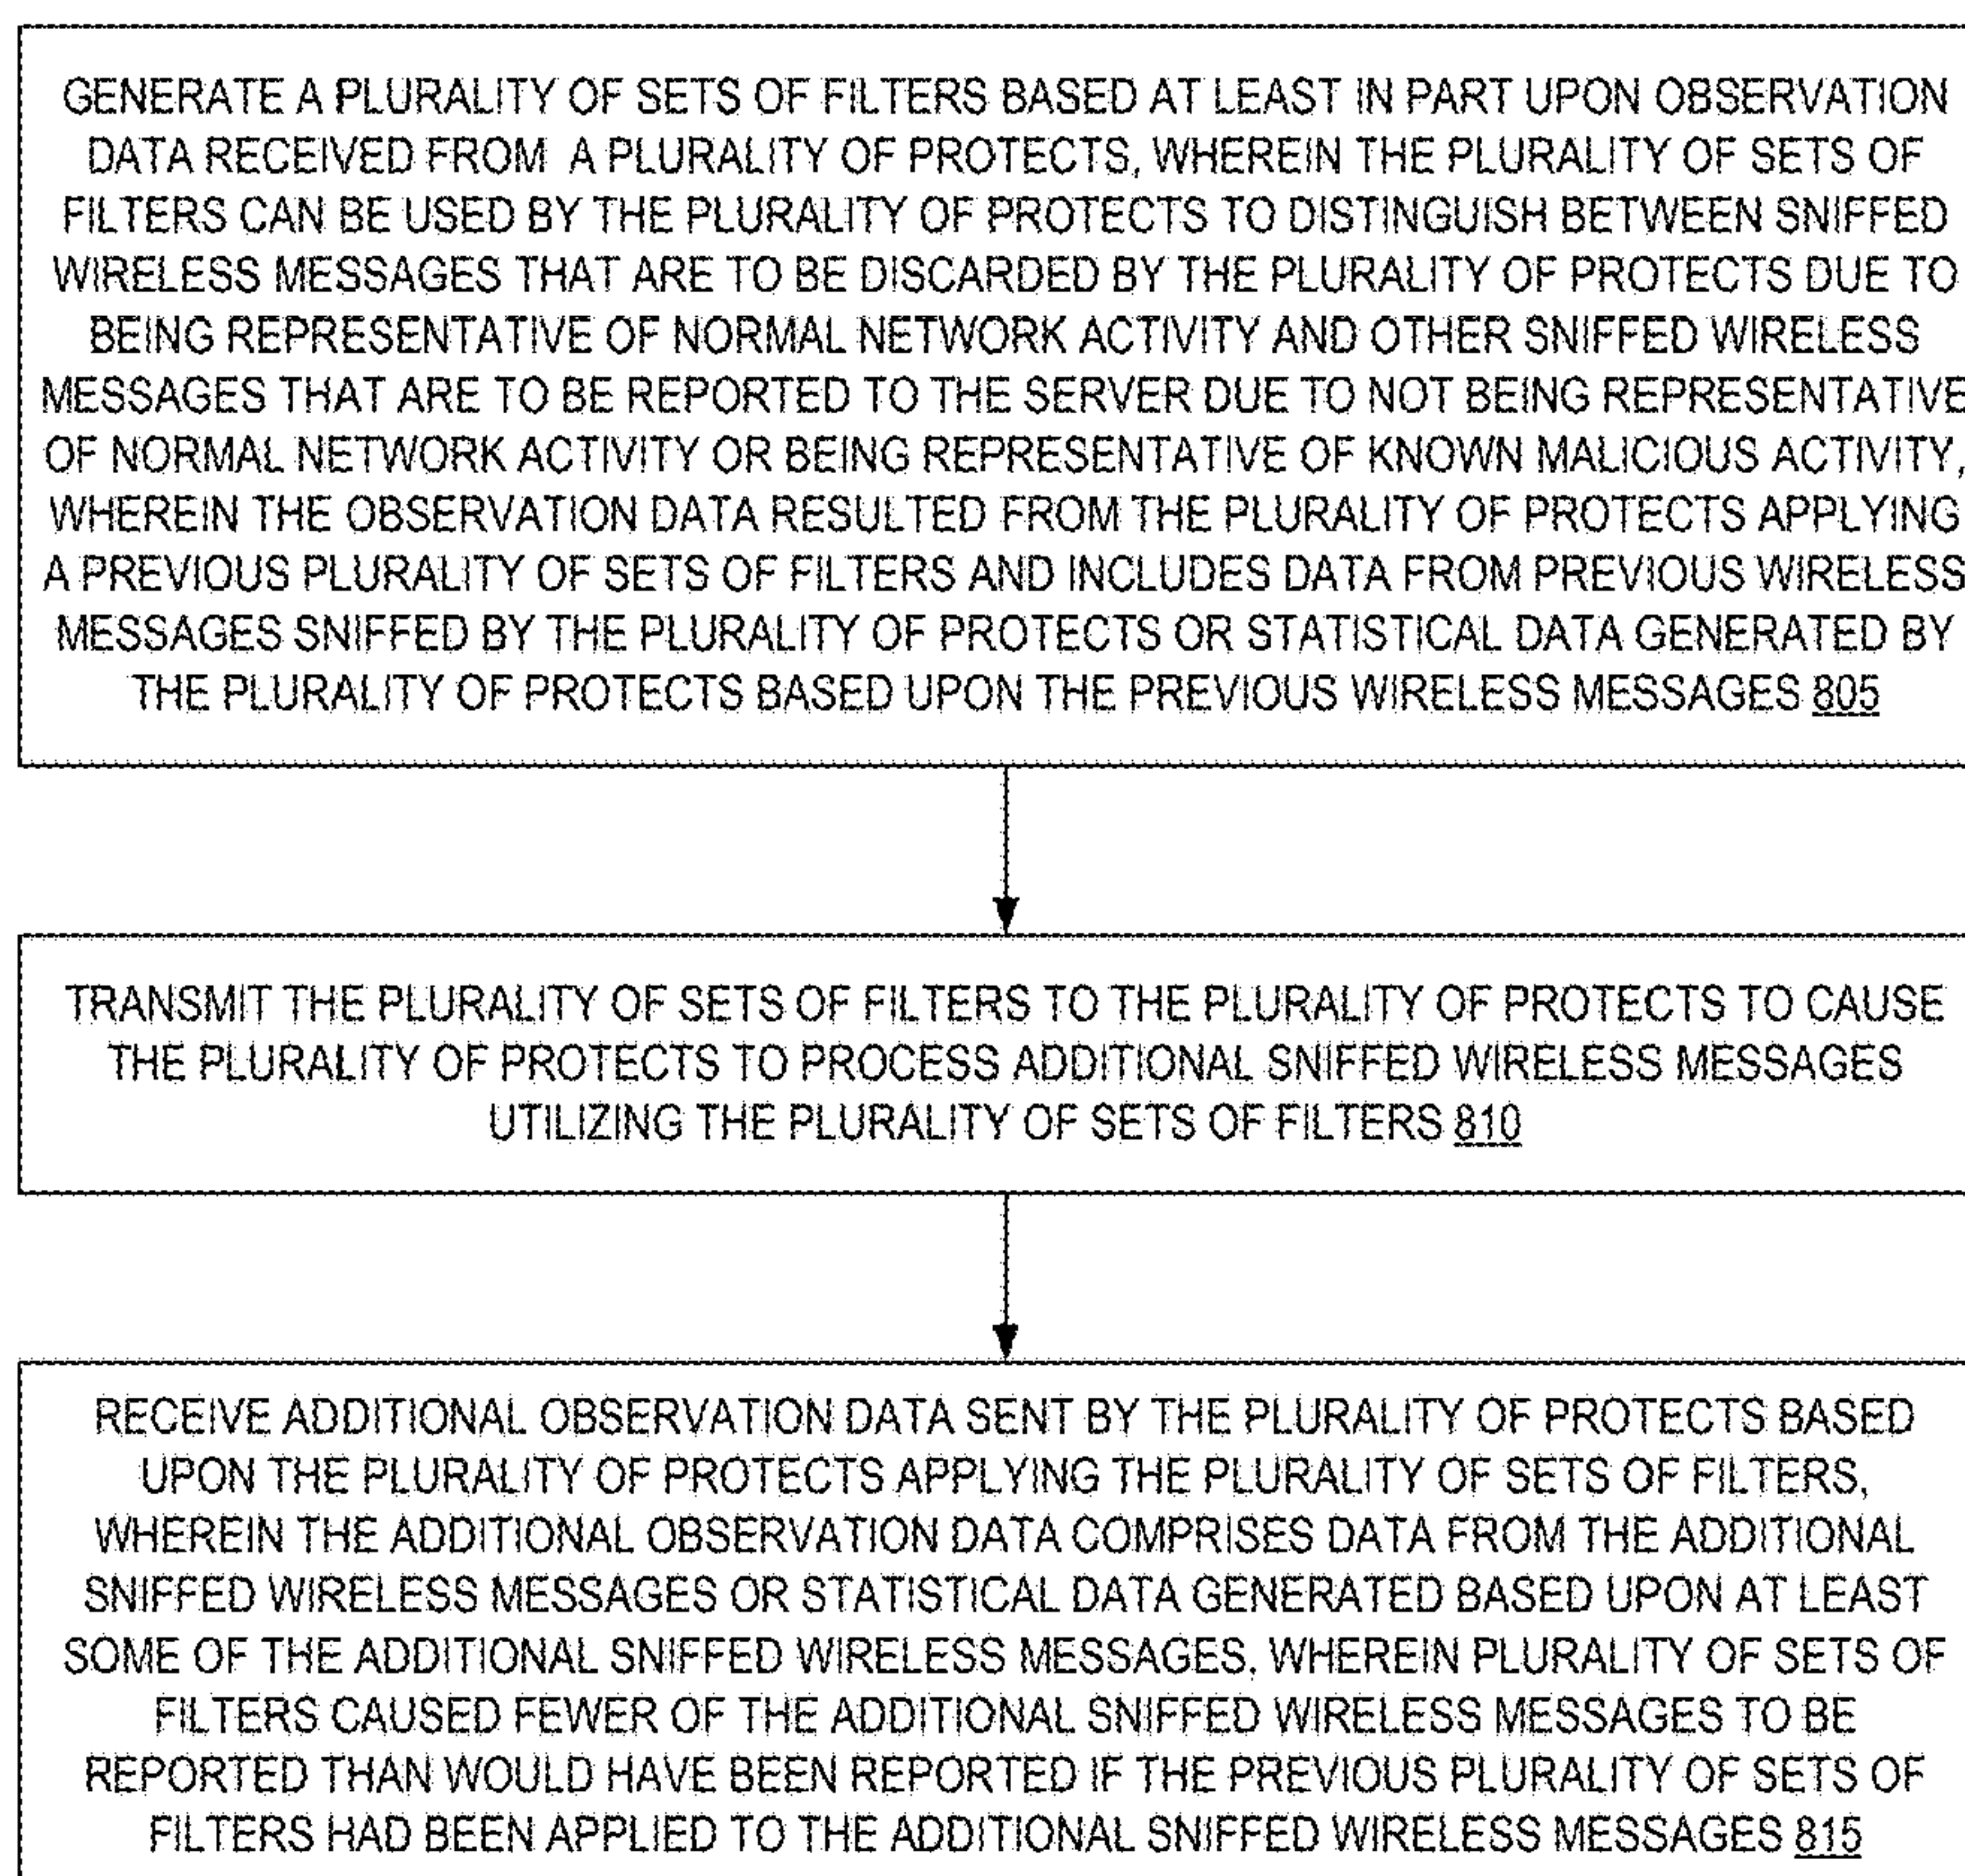 GENERATE A PLURALITY OF SETS OF FILTERS BASED AT LEAST IN PART UPON OBSERVATION
DATA RECEIVED FROM A PLURALITY OF PROTECTS, WHEREIN THE PLURALITY OF SETS OF
FILTERS CAN BE USED BY THE PLURALITY OF PROTECTS TO DISTINGUISH BETWEEN SNIFFED
WIRELESS MESSAGES THAT ARE TO BE DISCARDED BY THE PLURALITY OF PROTECTS DUE TO
BEING REPRESENTATIVE OF NORMAL NETWORK ACTIVITY AND OTHER SNIFFED WIRELESS
MESSAGES THAT ARE TO BE REPORTED TO THE SERVER DUE TO NOT BEING REPRESENTATIVE
OF NORMAL NETWORK ACTIVITY OR BEING REPRESENTATIVE OF KNOWN MALICIOUS ACTIVITY,
WHEREIN THE OBSERVATION DATA RESULTED FROM THE PLURALITY OF PROTECTS APPLYING
A PREVIOUS PLURALITY OF SETS OF FILTERS AND INCLUDES DATA FROM PREVIOUS WIRELESS
MESSAGES SNIFFED BY THE PLURALITY OF PROTECTS OR STATISTICAL DATA GENERATED BY
THE PLURALITY OF PROTECTS BASED UPON THE PREVIOUS WIRELESS MESSAGES 805
TRANSMIT THE PLURALITY OF SETS OF FILTERS TO THE PLURALITY OF PROTECTS TO CAUSE
THE PLURALITY OF PROTECTS TO PROCESS ADDITIONAL SNIFFED WIRELESS MESSAGES
UTILIZING THE PLURALITY OF SETS OF FILTERS 810
RECEIVE ADDITIONAL OBSERVATION DATA SENT BY THE PLURALITY OF PROTECTS BASED
UPON THE PLURALITY OF PROTECTS APPLYING THE PLURALITY OF SETS OF FILTERS,
WHEREIN THE ADDITIONAL OBSERVATION DATA COMPRISES DATA FROM THE ADDITIONAL
SNIFFED WIRELESS MESSAGES OR STATISTICAL DATA GENERATED BASED UPON AT LEAST
SOME OF THE ADDITIONAL SNIFFED WIRELESS MESSAGES, WHEREIN PLURALITY OF SETS OF
FILTERS CAUSED FEWER OF THE ADDITIONAL SNIFFED WIRELESS MESSAGES TO BE
REPORTED THAN WOULD HAVE BEEN REPORTED IF THE PREVIOUS PLURALITY OF SETS OF
FILTERS HAD BEEN APPLIED TO THE ADDITIONAL SNIFFED WIRELESS MESSAGES 815